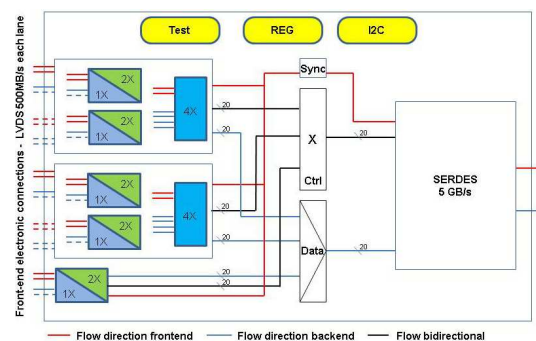 Test
REG
I2C
Front-end electronic connections - LVDS 500MB/s each lane
2X
1X
2X
1X
4X
20
20
2X
1X
2X
1X
4X
20
20
2X
1X
20
20
Sync
X
Ctrl
Data
20
20
SERDES
5 GB/s
Flow direction frontend
Flow direction backend
Flow bidirectional